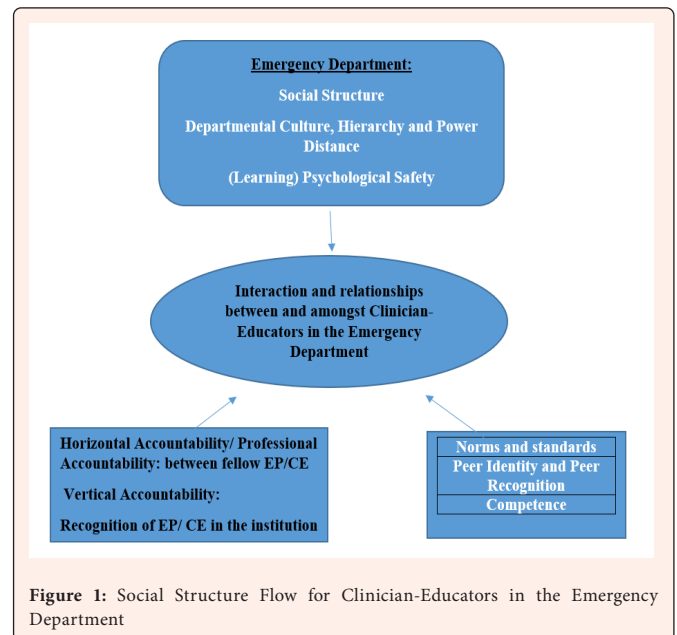 Emergency Department:
Social Structure
Departmental Culture, Hierarchy and Power
Distance
(Learning) Psychological Safety
Interaction and relationships
between and amongst Clinician-
Educators in the Emergency
Department
Horizontal Accountability/ Professional
Accountability: between fellow EP/CE
Vertical Accountability:
Recognition of EP/ CE in the institution
Norms and standards
Peer Identity and Peer
Recognition
Competence
Figure 1: Social Structure Flow for Clinician-Educators in the Emergency
Department